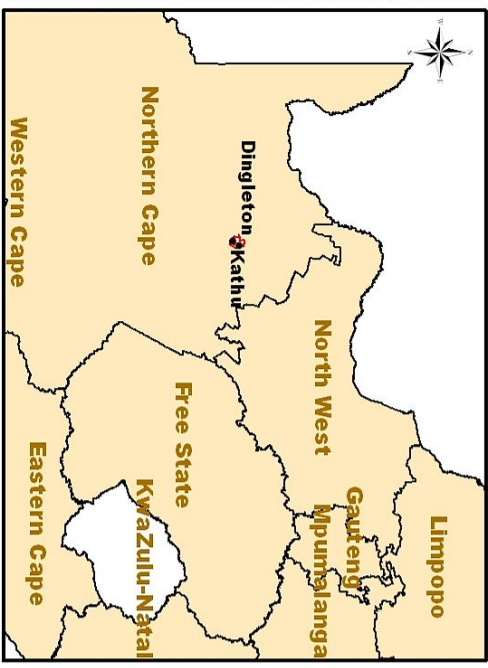 Limpopo
Gauteng
Mpumalanga
North West
Dingleton
Kathu
Free State
KwaZulu-Natal
Northern Cape
Eastern Cape
Western Cape